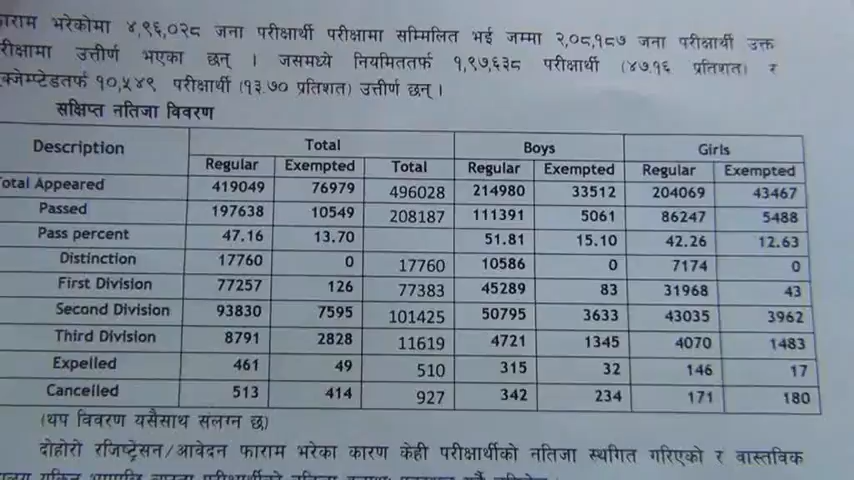 फाराम भरेकोमा ४,९६,०२८ जना परीक्षार्थी परीक्षामा सम्मिलित भई जम्मा २,०८,१८७ जना परीक्षार्थी उक्त
परीक्षामा उत्तीर्ण भएका छन् । जसमध्ये नियमिततर्फ १,९७,६३८ परीक्षार्थी (४७.१६ प्रतिशत) र
एक्जेम्प्टेडतर्फ १०,५४९ परीक्षार्थी (१३.७० प्रतिशत) उत्तीर्ण छन् ।
सक्षिप्त नतिजा विवरण
Description Total Boys Girls
Regular Exempted Total Regular Exempted Regular Exempted
Total Appeared 419049 76979 496028 214980 33512 204069 43467
Passed 197638 10549 208187 111391 5061 86247 5488
Pass percent 47.16 13.70 51.81 15.10 42.26 12.63
Distinction 17760 0 17760 10586 0 7174 0
First Division 77257 126 77383 45289 83 31968 43
Second Division 93830 7595 101425 50795 3633 43035 3962
Third Division 8791 2828 11619 4721 1345 4070 1483
Expelled 461 49 510 315 32 146 17
Cancelled 513 414 927 342 234 171 180
(थप विवरण यसैसाथ संलग्न छ)
दोहोरो रजिष्ट्रेसन/आवेदन फाराम भरेका कारण केही परीक्षार्थीको नतिजा स्थगित गरिएको र वास्तविक